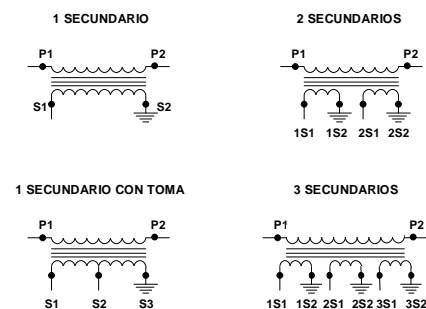 1 SECUNDARIO
2 SECUNDARIOS
P1 P2
P1 P2
S1 S2
1S1 1S2 2S1 2S2
1 SECUNDARIO CON TOMA
3 SECUNDARIOS
P1 P2
P1 P2
S1 S2 S3
1S1 1S2 2S1 2S2 3S1 3S2